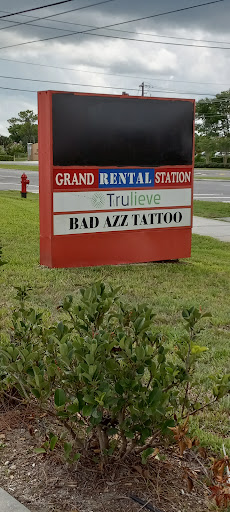 GRAND RENTAL STATION
Trulieve
BAD AZZ TATTOO